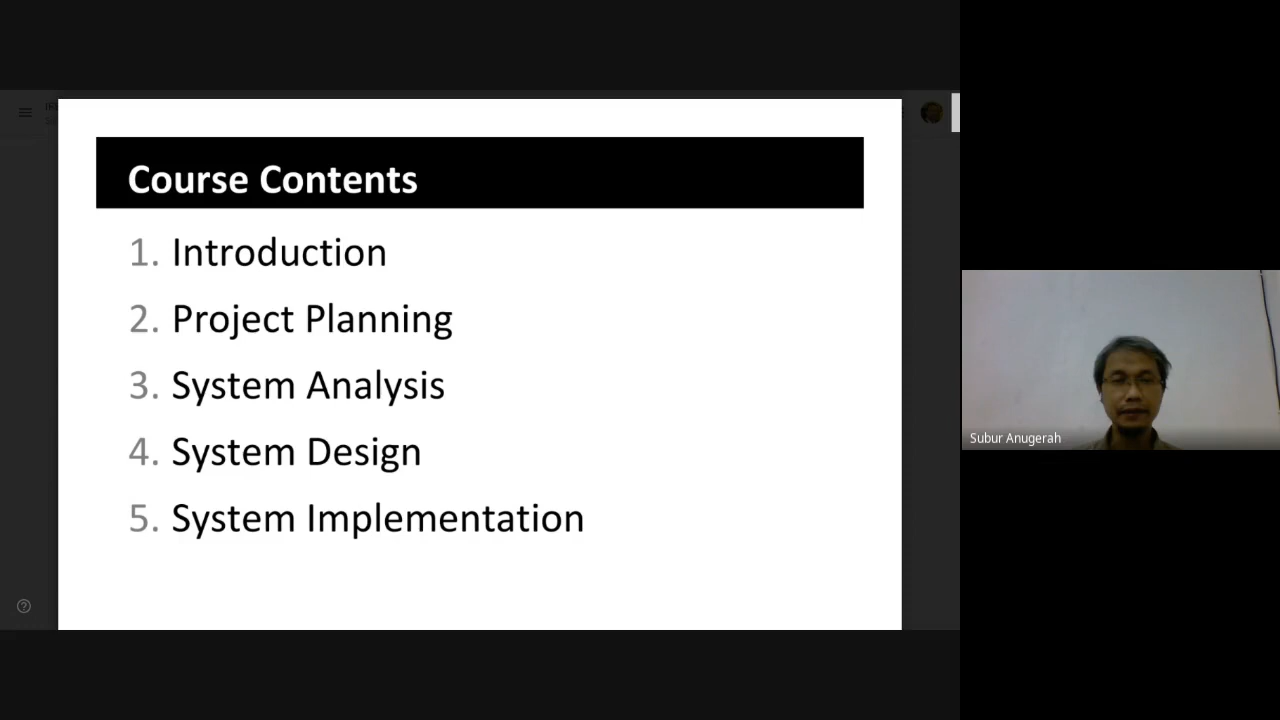 Course Contents
1. Introduction
2. Project Planning
3. System Analysis
4. System Design
5. System Implementation
Subur Anugerah